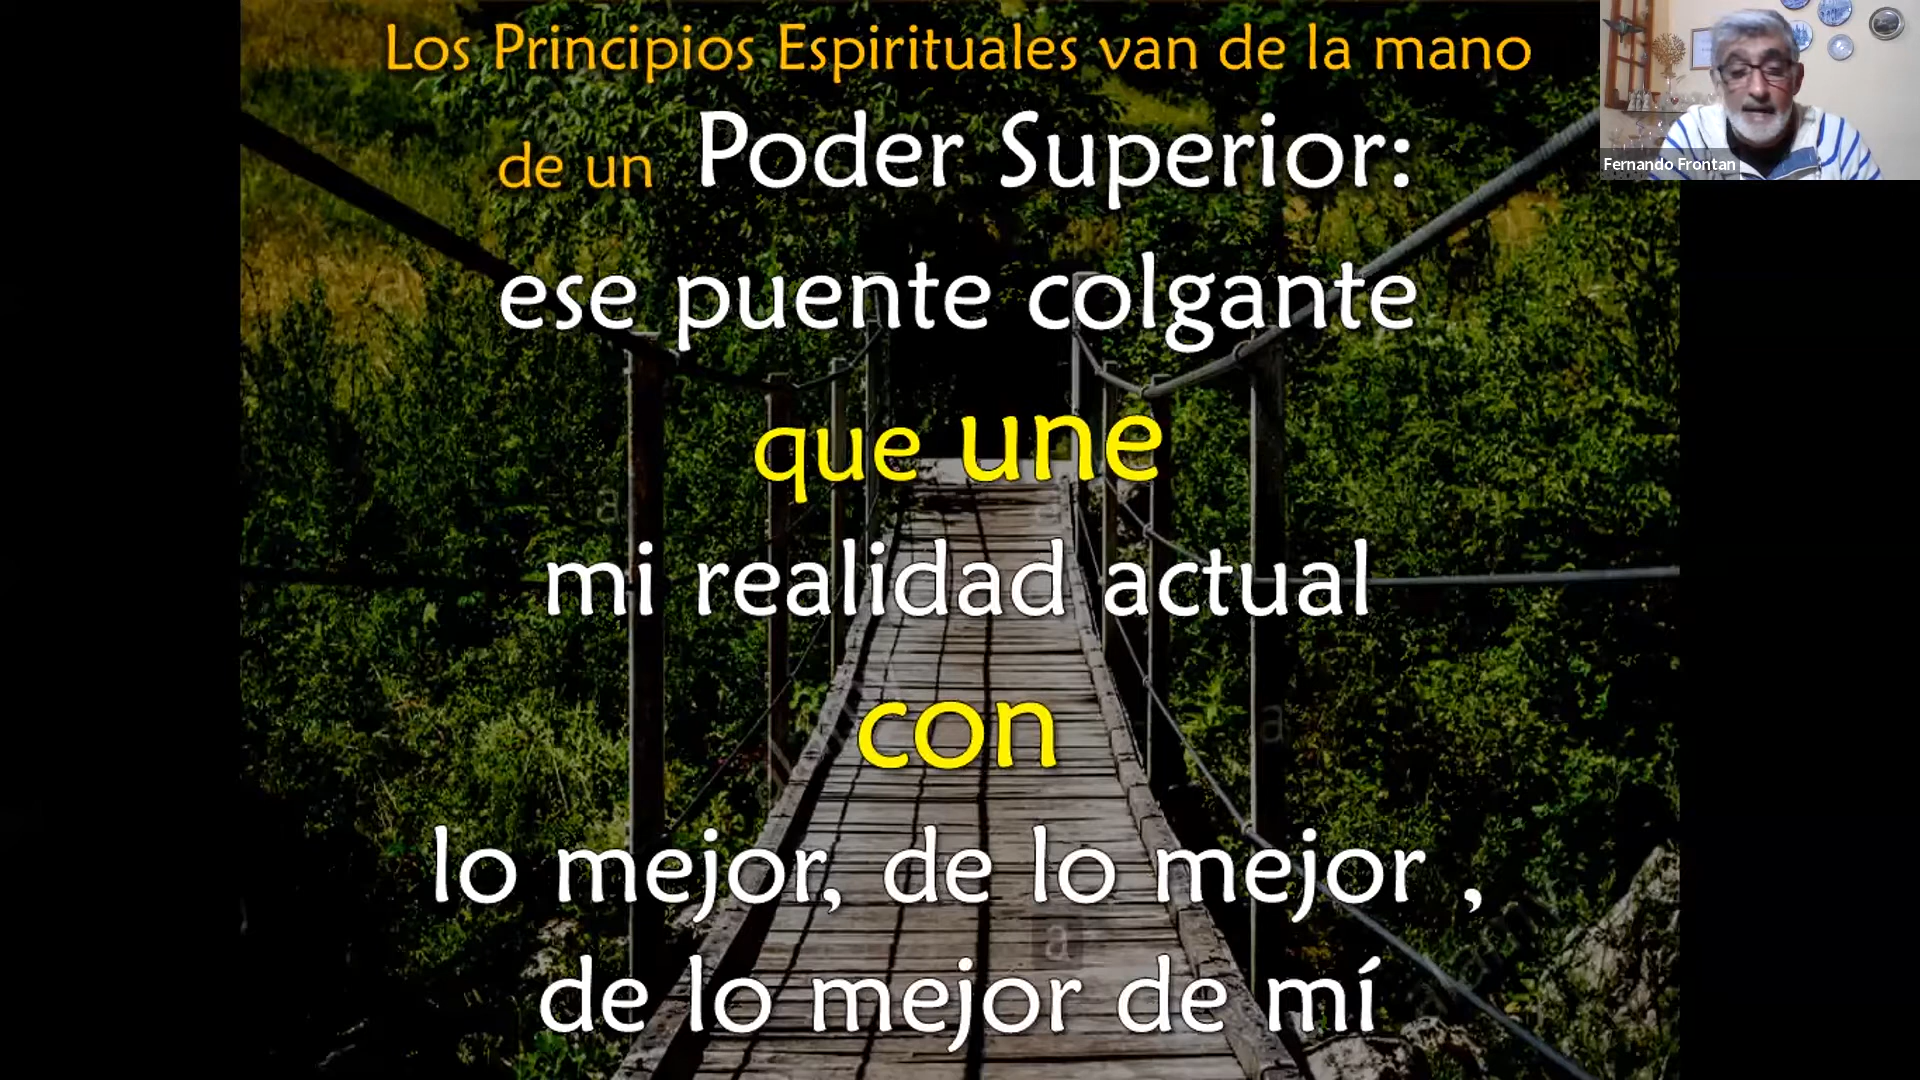 Los Principios Espirituales van de la mano
de un Poder Superior:
ese puente colgante
que une
mi realidad actual
con
lo mejor, de lo mejor ,
de lo mejor de mí
Fernando Frontan
a
a
a